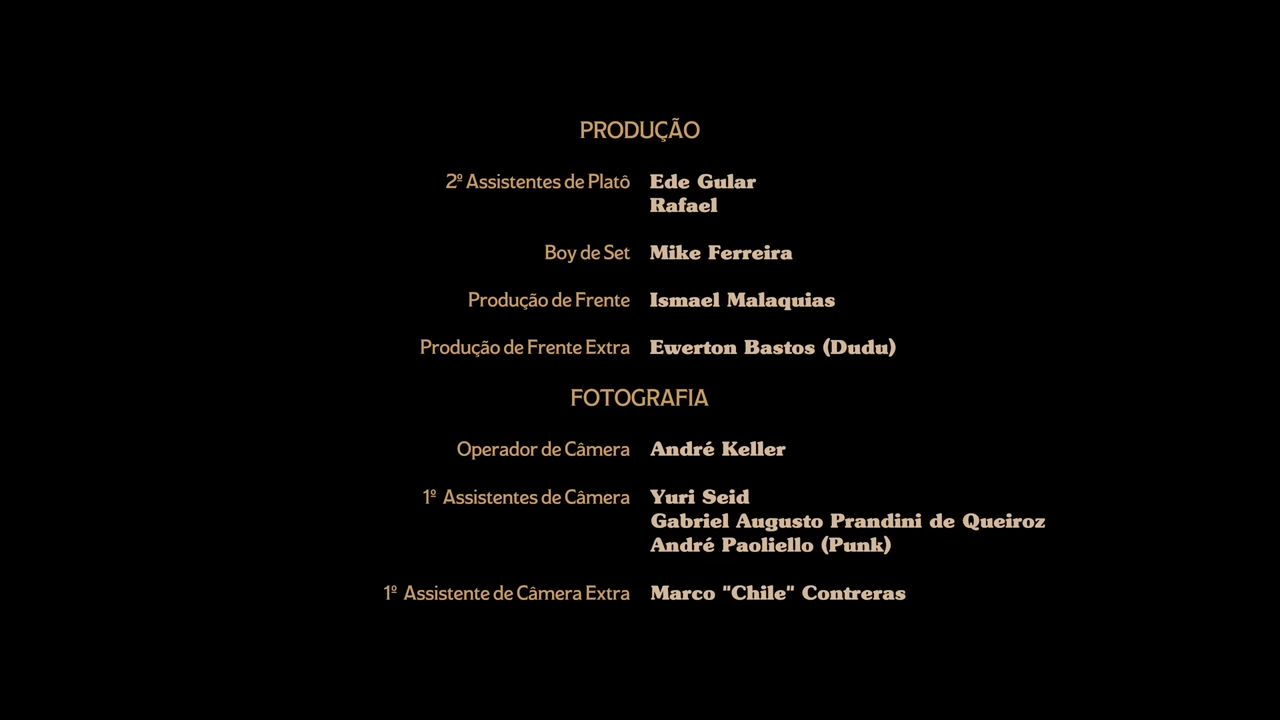 PRODUÇÃO
2º Assistentes de Platô Ede Gular
Rafael
Boy de Set Mike Ferreira
Produção de Frente Ismael Malaquias
Produção de Frente Extra Ewerton Bastos (Dudu)
FOTOGRAFIA
Operador de Câmera André Keller
1º Assistentes de Câmera Yuri Seid
Gabriel Augusto Prandini de Queiroz
André Paoliello (Punk)
1º Assistente de Câmera Extra Marco "Chile" Contreras